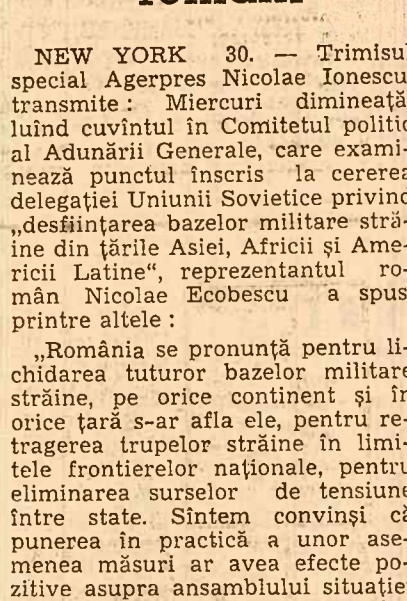 NEW YORK 30. — Trimisul
special Agerpres Nicolae Ionescu
transmite: Miercuri dimineață
luînd cuvîntul în Comitetul politic
al Adunării Generale, care exami-
nează punctul înscris la cererea
delegației Uniunii Sovietice privind
„desființarea bazelor militare stră-
ine din țările Asiei, Africii și Ame-
ricii Latine“, reprezentantul ro-
mân Nicolae Ecobescu a spus
printre altele:
„România se pronunță pentru li-
chidarea tuturor bazelor militare
străine, pe orice continent și în
orice țară s-ar afla ele, pentru re-
tragerea trupelor străine în limi-
tele frontierelor naționale, pentru
eliminarea surselor de tensiune
între state. Sîntem convinși că
punerea în practică a unor ase-
menea măsuri ar avea efecte po-
zitive asupra ansamblului situației